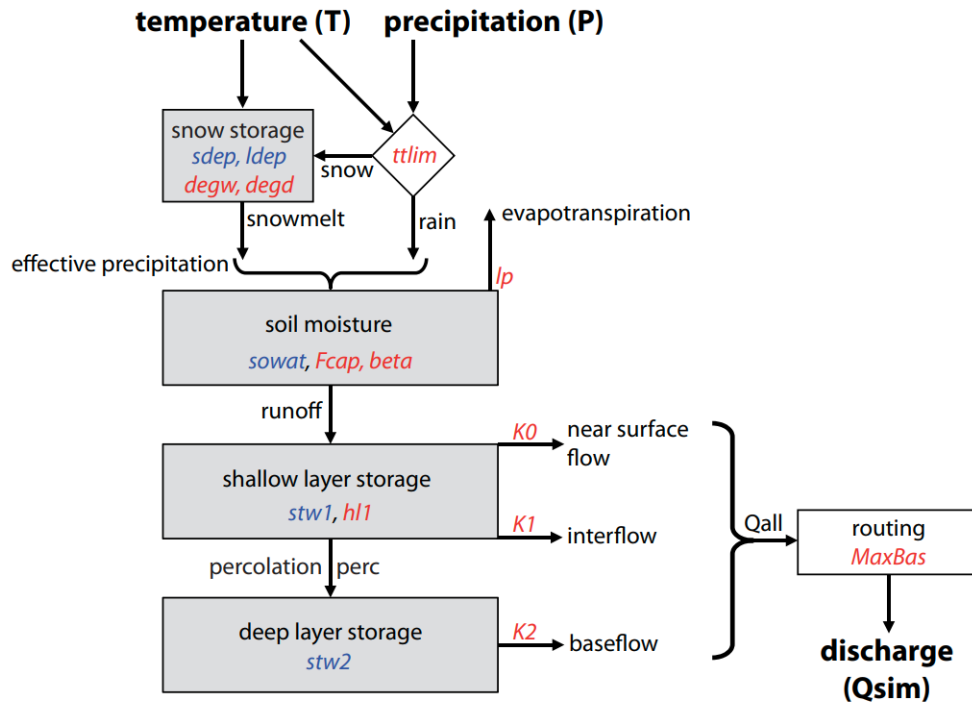 temperature (T)
precipitation (P)
snow storage
sdep, ldep
degw, degd
snow
ttlim
snowmelt
rain
evapotranspiration
effective precipitation
lp
soil moisture
sowat, Fcap, beta
runoff
K0
near surface
flow
shallow layer storage
stw1, hl1
K1
interflow
Qall
routing
MaxBas
percolation
perc
deep layer storage
stw2
K2
baseflow
discharge
(Qsim)